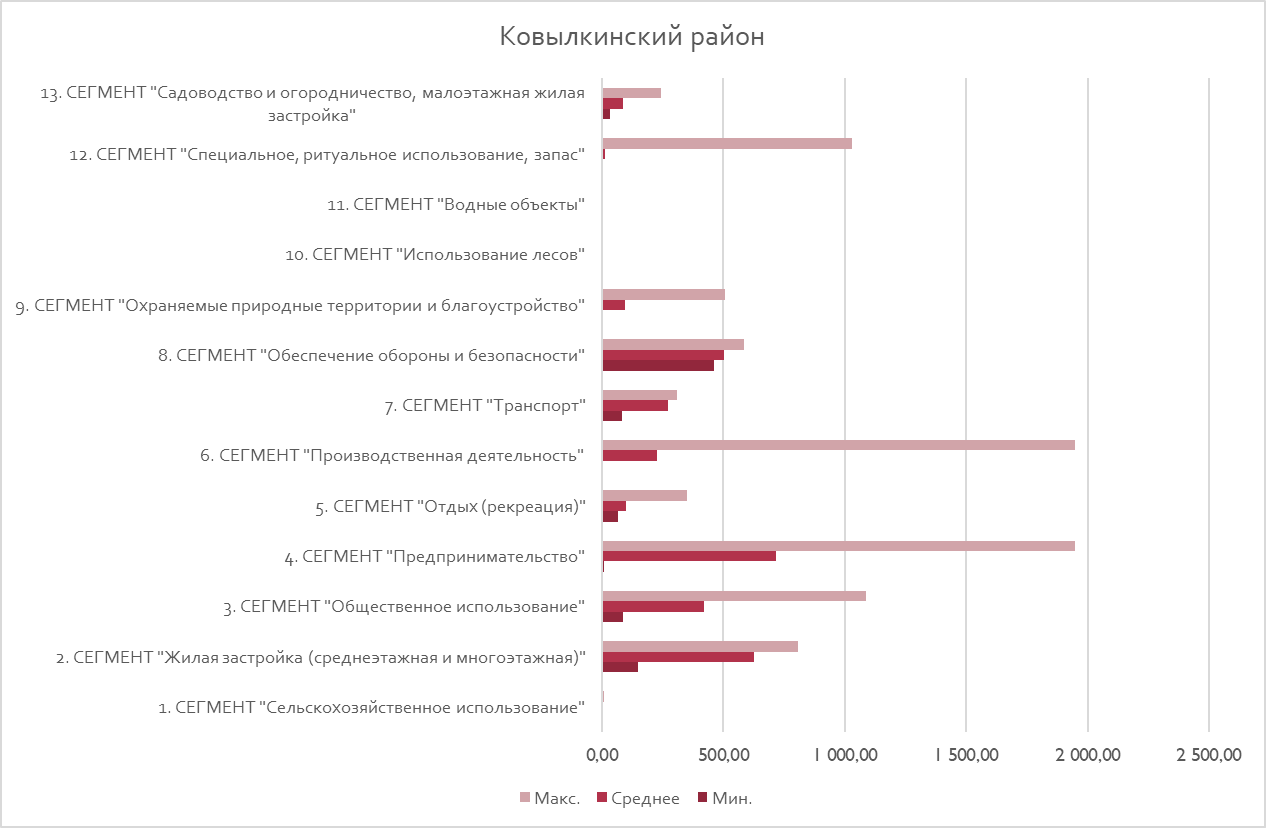 Ковылкинский район
13. СЕГМЕНТ "Садоводство и огородничество, малоэтажная жилая
застройка"
12. СЕГМЕНТ "Специальное, ритуальное использование, запас"
11. СЕГМЕНТ "Водные объекты"
10. СЕГМЕНТ "Использование лесов"
9. СЕГМЕНТ "Охраняемые природные территории и благоустройство"
8. СЕГМЕНТ "Обеспечение обороны и безопасности"
7. СЕГМЕНТ "Транспорт"
6. СЕГМЕНТ "Производственная деятельность"
5. СЕГМЕНТ "Отдых (рекреация)"
4. СЕГМЕНТ "Предпринимательство"
3. СЕГМЕНТ "Общественное использование"
2. СЕГМЕНТ "Жилая застройка (среднеэтажная и многоэтажная)"
1. СЕГМЕНТ "Сельскохозяйственное использование"
0,00 500,00 1 000,00 1 500,00 2 000,00 2 500,00
Макс. Среднее Мин.